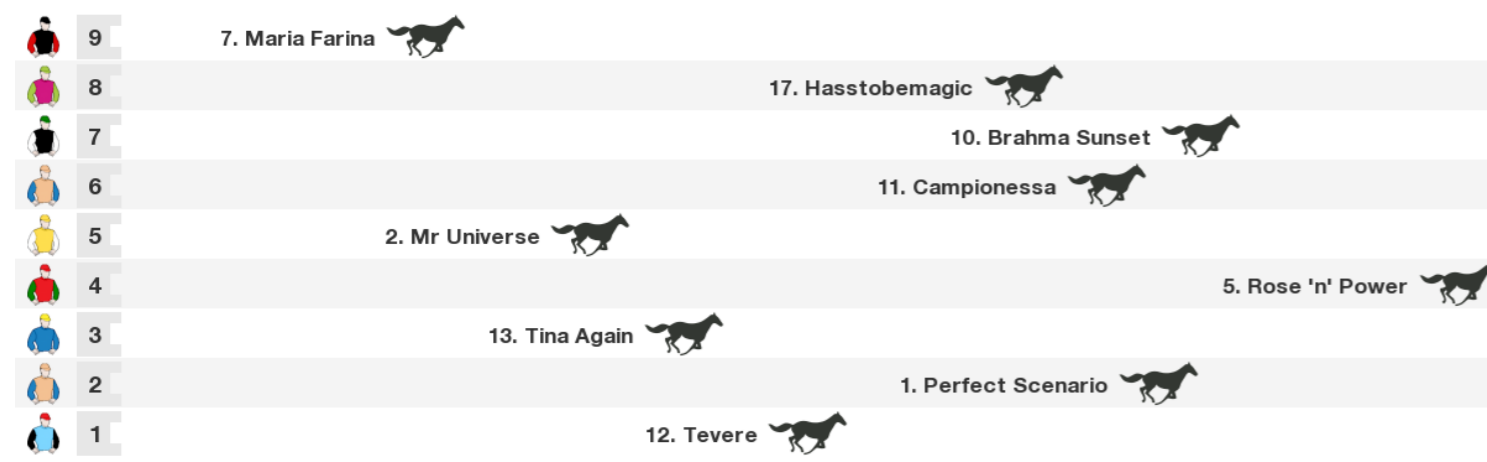 9 7. Maria Farina
8 17. Hasstobemagic
7 10. Brahma Sunset
6 11. Campionessa
5 2. Mr Universe
4 5. Rose 'n' Power
3 13. Tina Again
2 1. Perfect Scenario
1 12. Tevere